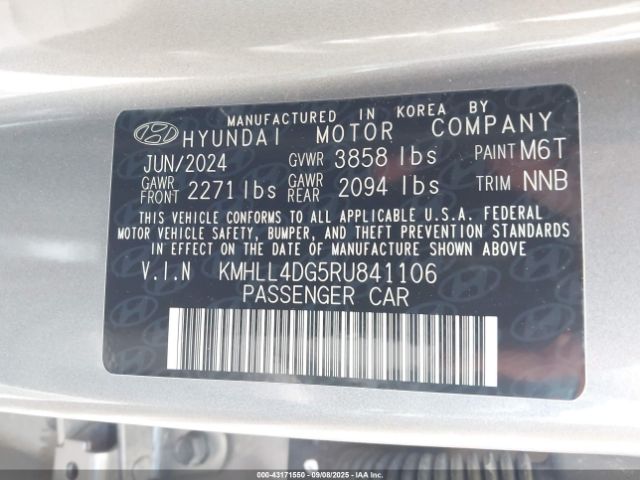 MANUFACTURED IN KOREA BY
HYUNDAI MOTOR COMPANY
JUN/2024 GVWR 3858 lbs PAINT M6T
GAWR FRONT 2271 lbs GAWR REAR 2094 lbs TRIM NNB
THIS VEHICLE CONFORMS TO ALL APPLICABLE U.S.A. FEDERAL
MOTOR VEHICLE SAFETY, BUMPER, AND THEFT PREVENTION STANDARDS
IN EFFECT ON THE DATE OF MANUFACTURE SHOWN ABOVE.
V.I.N KMHLL4DG5RU841106
PASSENGER CAR
000-43171550 09/08/2025 - IAAI.COM